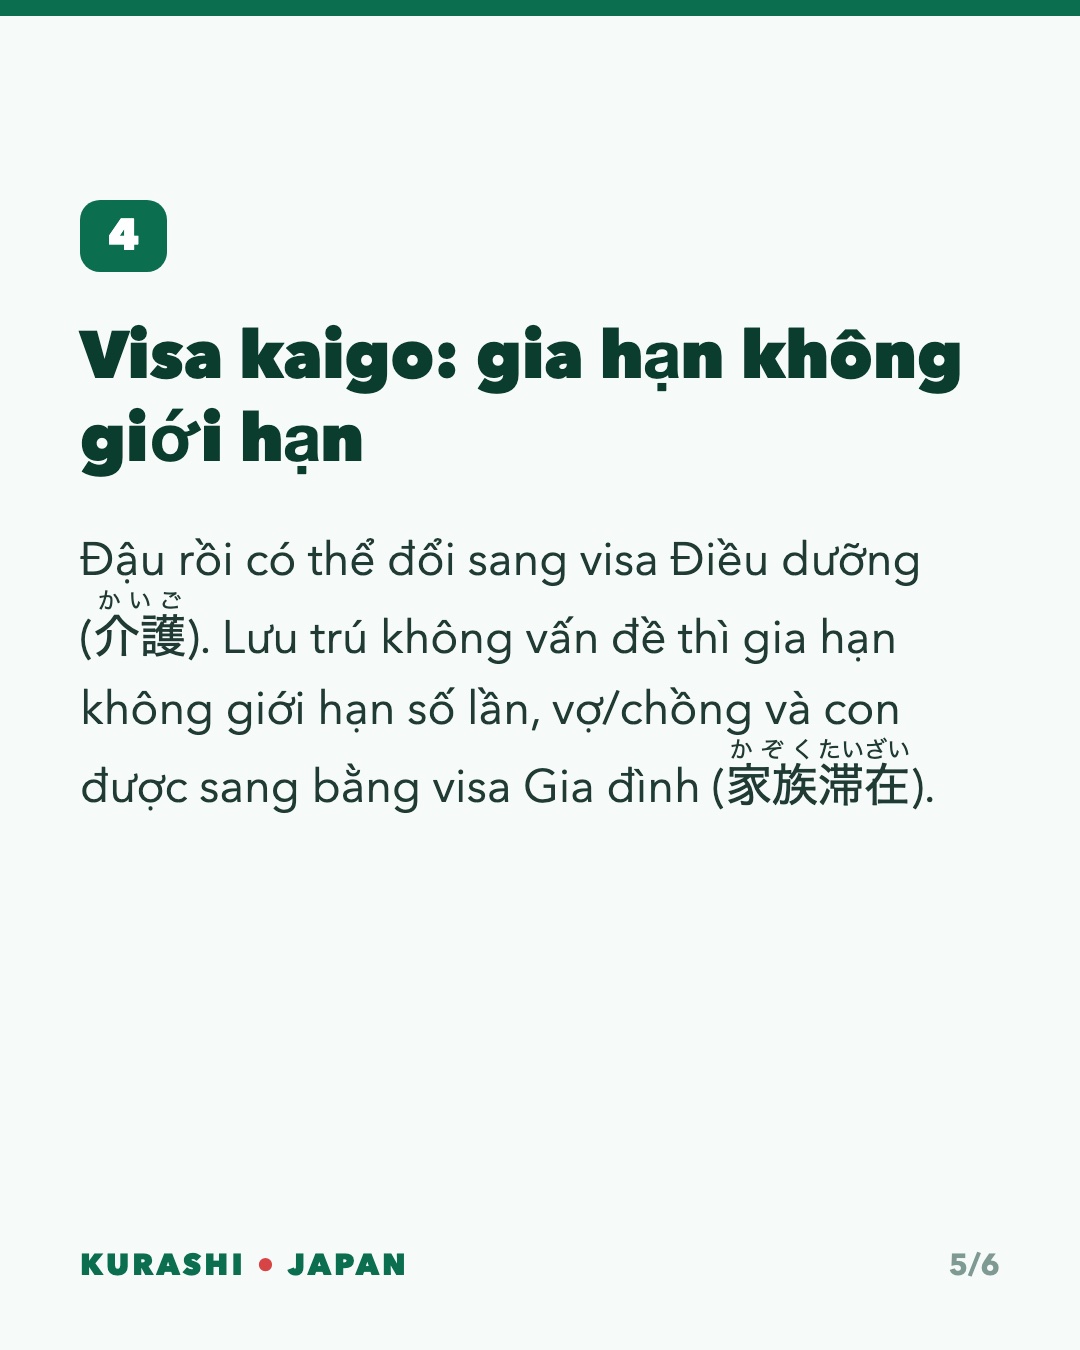 4
Visa kaigo: gia hạn không
giới hạn
Đậu rồi có thể đổi sang visa Điều dưỡng
かいご
(介護). Lưu trú không vấn đề thì gia hạn
không giới hạn số lần, vợ/chồng và con
かぞくたいざい
được sang bằng visa Gia đình (家族滞在).
KURASHI • JAPAN
5/6